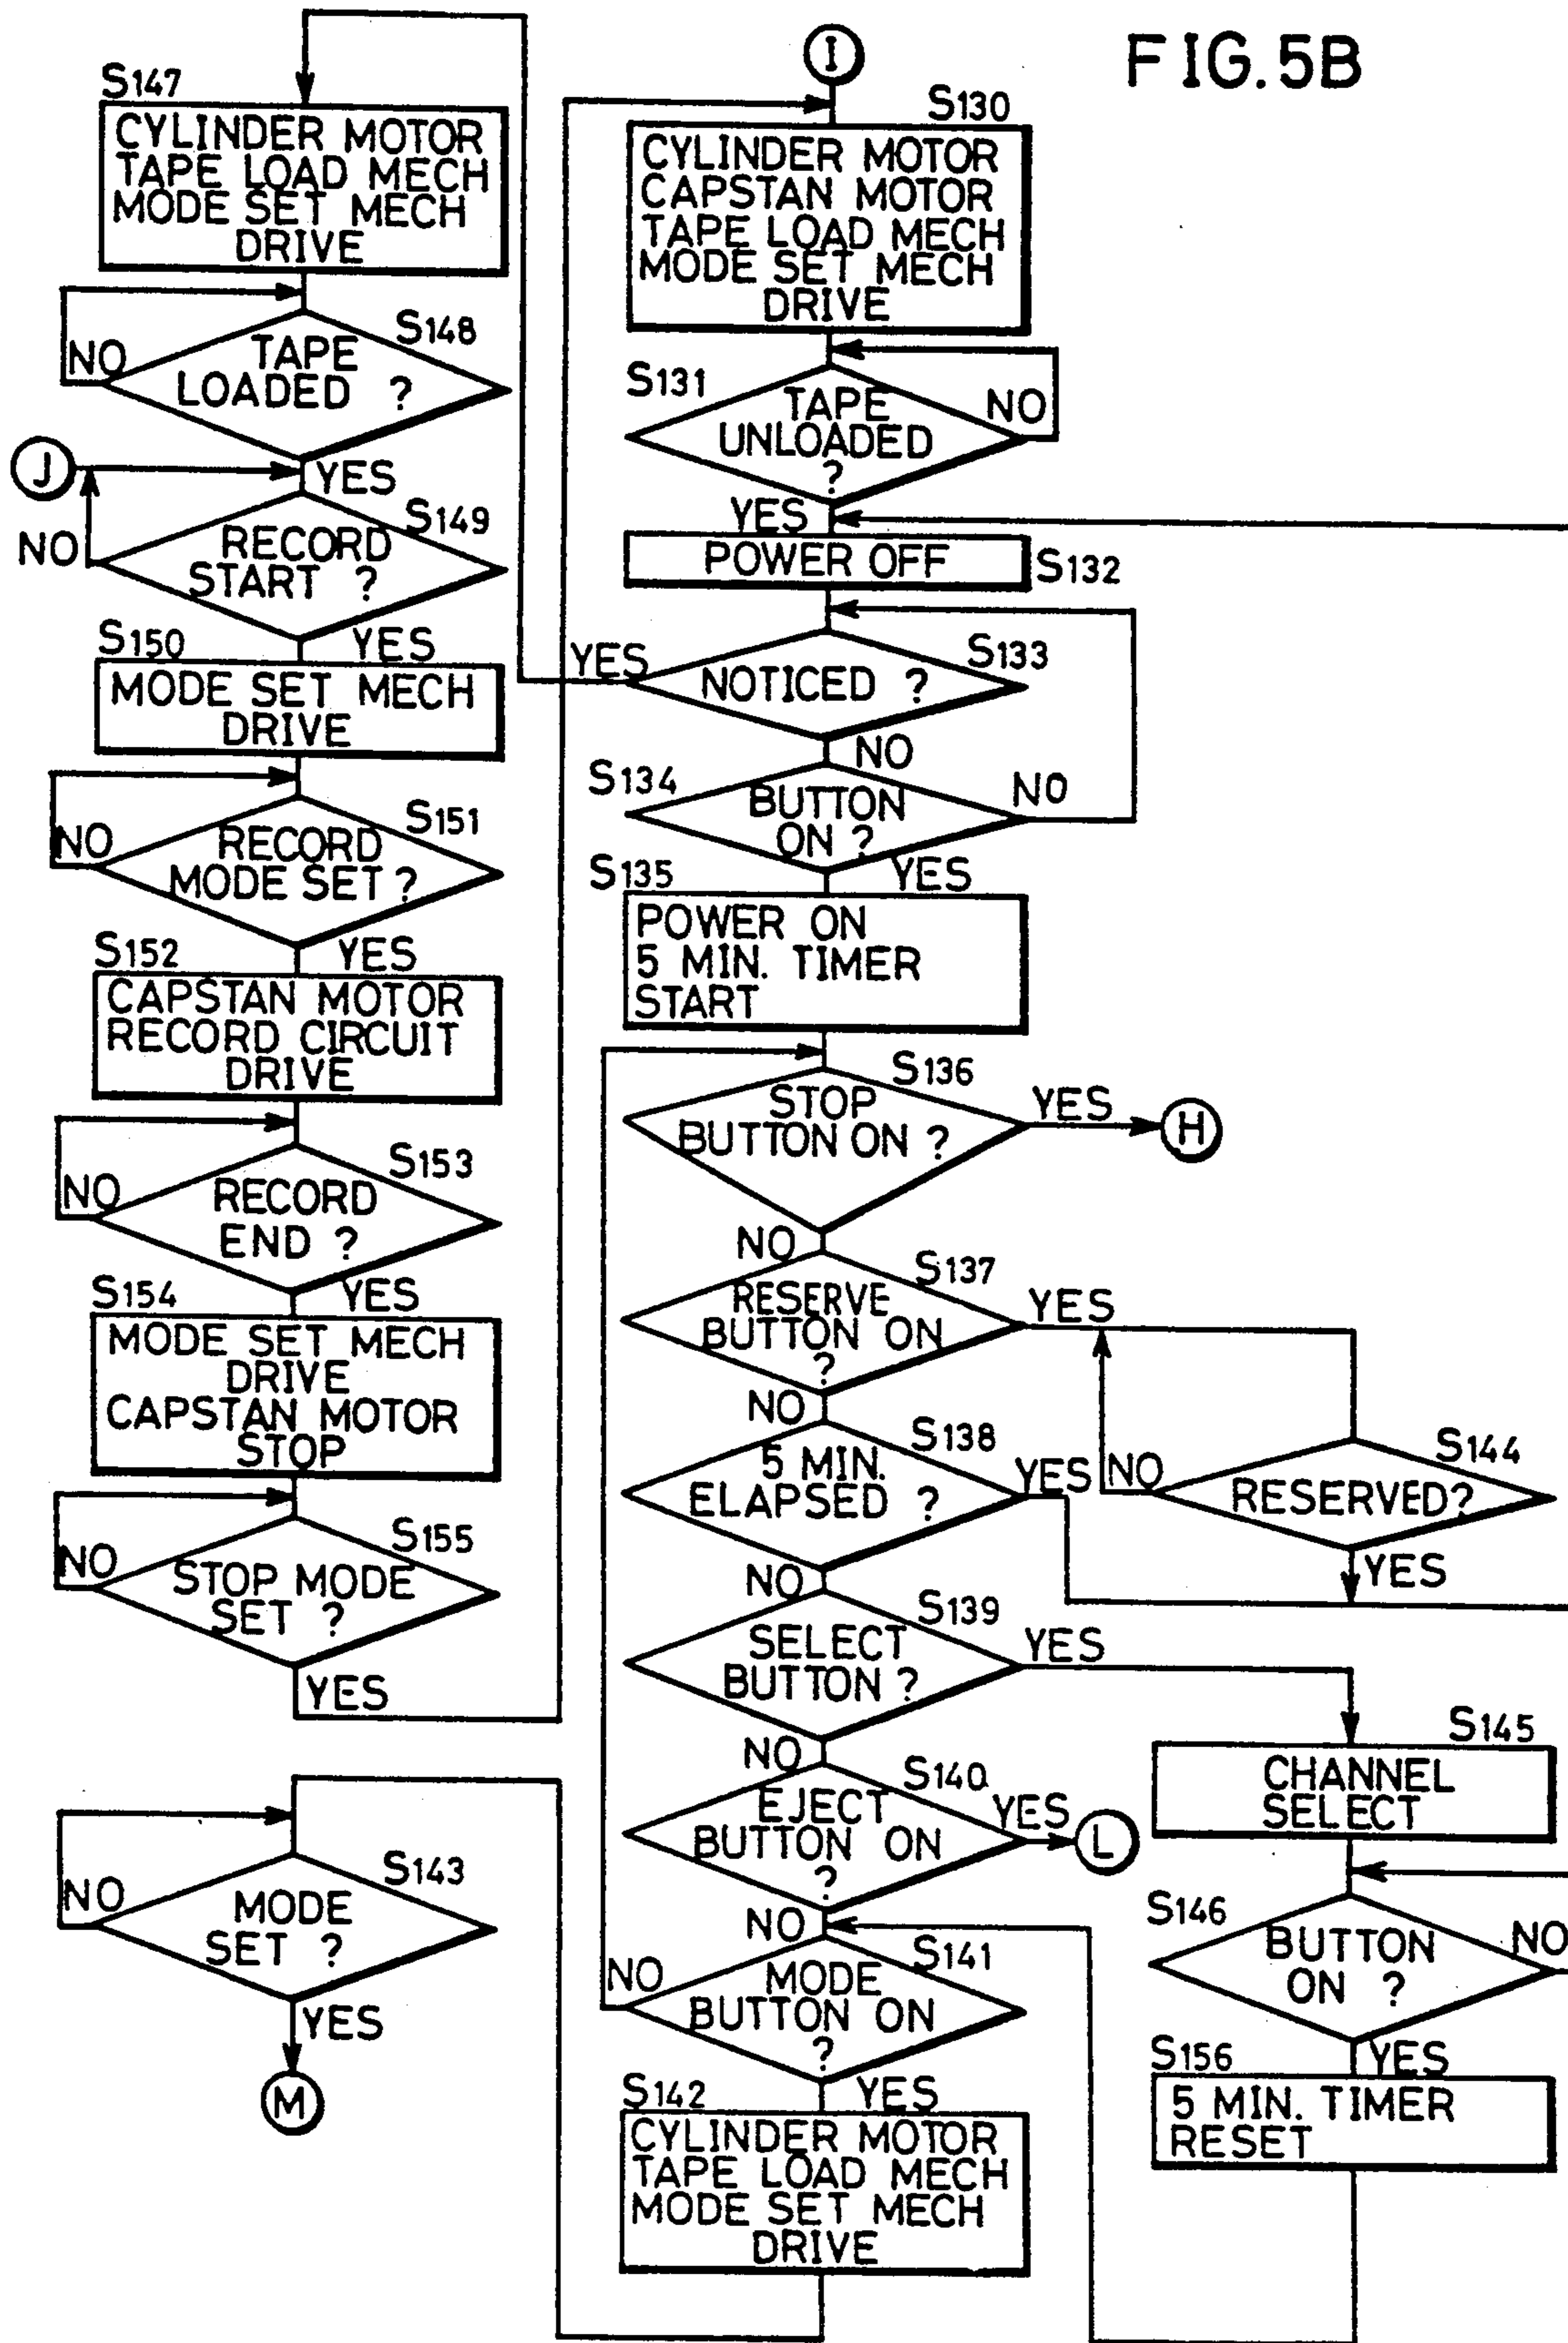 FIG. 5B
S147
CYLINDER MOTOR
TAPE LOAD MECH
MODE SET MECH
DRIVE
S148
TAPE
LOADED ?
NO
YES
J
S149
RECORD
START ?
NO
YES
S150
MODE SET MECH
DRIVE
S151
RECORD
MODE SET ?
NO
YES
S152
CAPSTAN MOTOR
RECORD CIRCUIT
DRIVE
S153
RECORD
END ?
NO
YES
S154
MODE SET MECH
DRIVE
CAPSTAN MOTOR
STOP
S155
STOP MODE
SET ?
NO
YES
S143
MODE
SET ?
NO
YES
M
I
S130
CYLINDER MOTOR
CAPSTAN MOTOR
TAPE LOAD MECH
MODE SET MECH
DRIVE
S131
TAPE
UNLOADED
?
NO
YES
POWER OFF
S132
S133
NOTICED ?
YES
NO
S134
BUTTON
ON ?
NO
YES
S135
POWER ON
5 MIN. TIMER
START
S136
STOP
BUTTON ON ?
YES
H
NO
S137
RESERVE
BUTTON ON
?
YES
NO
S138
5 MIN.
ELAPSED ?
YES
NO
S139
SELECT
BUTTON ?
YES
NO
S140
EJECT
BUTTON ON
?
YES
L
NO
S141
MODE
BUTTON ON
?
NO
YES
S142
CYLINDER MOTOR
TAPE LOAD MECH
MODE SET MECH
DRIVE
S144
RESERVED?
NO
YES
S145
CHANNEL
SELECT
S146
BUTTON
ON ?
NO
YES
S156
5 MIN. TIMER
RESET